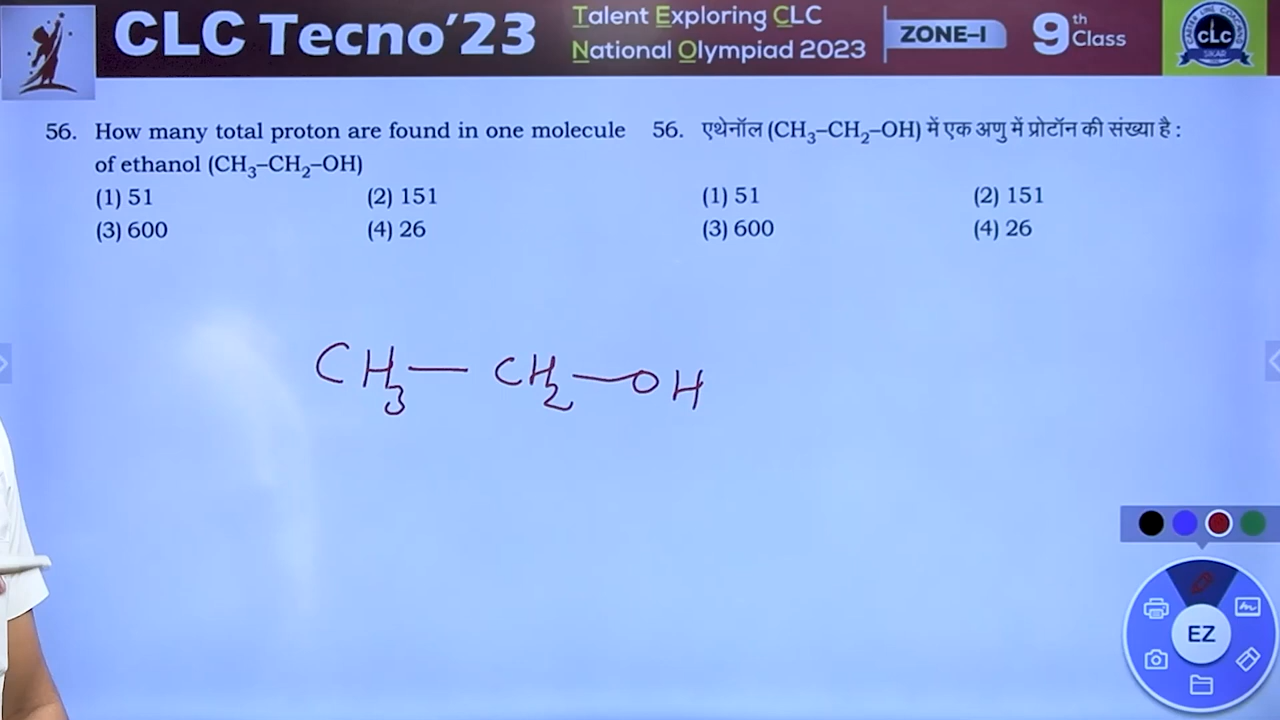 CLC Tecno'23
Talent Exploring CLC
National Olympiad 2023
ZONE–I
9th Class
CLC
SIKAR
56. How many total proton are found in one molecule
of ethanol (CH₃–CH₂–OH)
(1) 51 (2) 151
(3) 600 (4) 26
56. एथेनॉल (CH₃–CH₂–OH) में एक अणु में प्रोटॉन की संख्या है :
(1) 51 (2) 151
(3) 600 (4) 26
CH₃— CH₂—OH
EZ